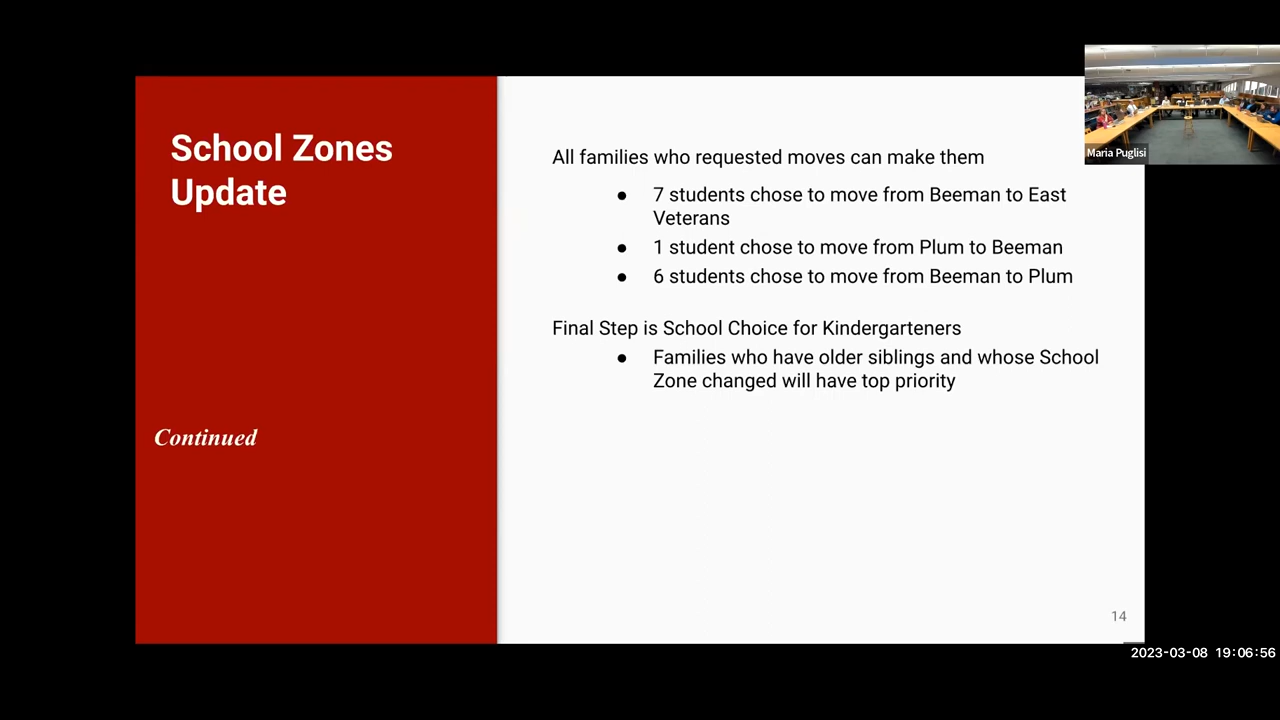 School Zones
Update
Continued
All families who requested moves can make them
● 7 students chose to move from Beeman to East
Veterans
● 1 student chose to move from Plum to Beeman
● 6 students chose to move from Beeman to Plum
Final Step is School Choice for Kindergarteners
● Families who have older siblings and whose School
Zone changed will have top priority
14
Maria Puglisi
2023-03-08 19:06:56